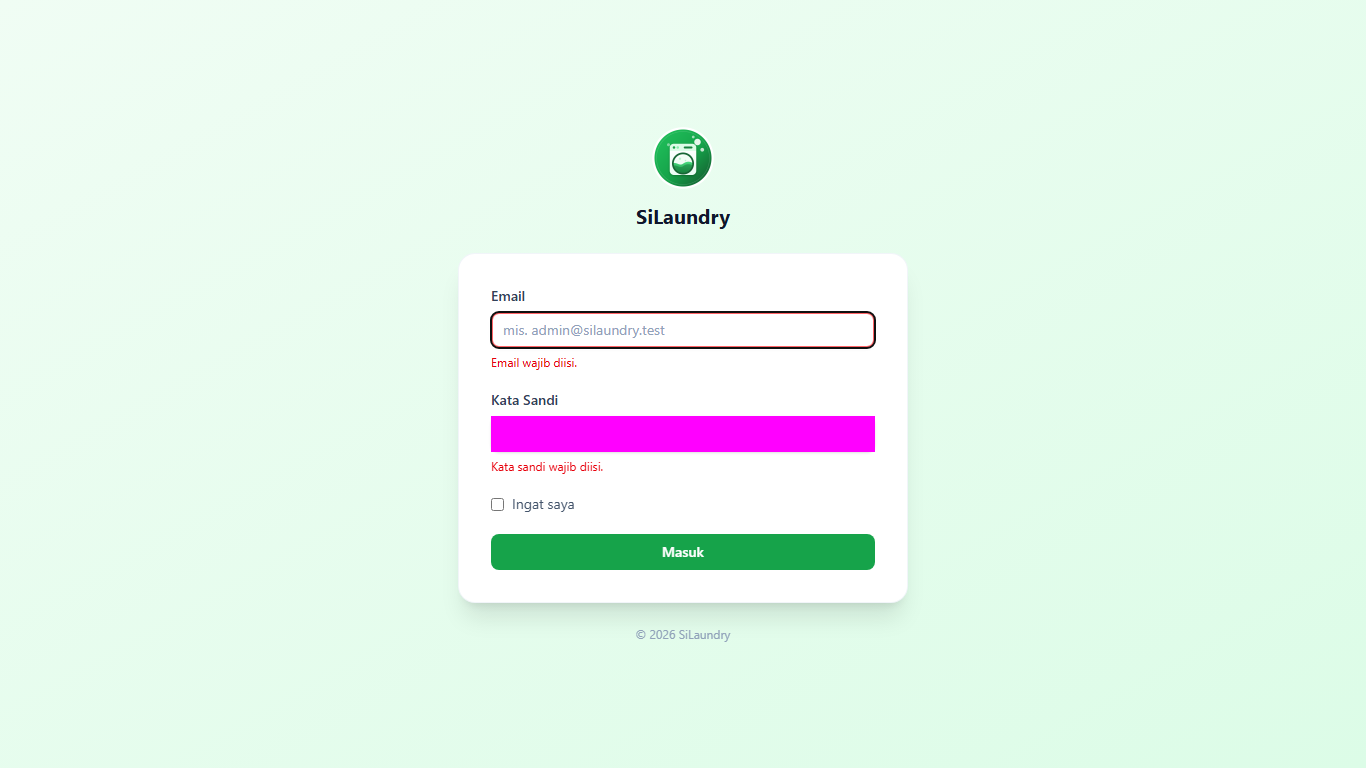 SiLaundry
Email
mis. admin@silaundry.test
Email wajib diisi.
Kata Sandi
Kata sandi wajib diisi.
Ingat saya
Masuk
© 2026 SiLaundry